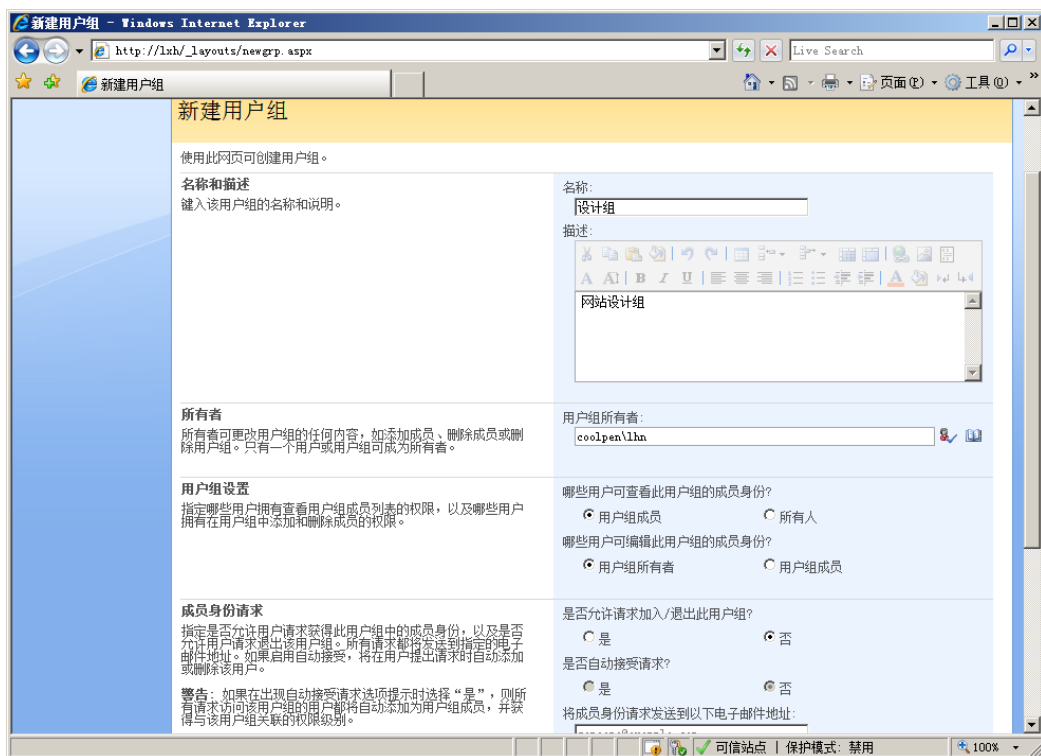 新建用户组 - Windows Internet Explorer
http://lxh/_layouts/newgrp.aspx
Live Search
新建用户组
页面(P)
工具(O)
新建用户组
使用此网页可创建用户组。
名称和描述
键入该用户组的名称和说明。
名称:
设计组
描述:
A A B I U A
网站设计组
所有者
所有者可更改用户组的任何内容，如添加成员、删除成员或删
除用户组。只有一个用户或用户组可成为所有者。
用户组所有者:
coolpen\lhn
用户组设置
指定哪些用户拥有查看用户组成员列表的权限，以及哪些用户
拥有在用户组中添加和删除成员的权限。
哪些用户可查看此用户组的成员身份?
用户组成员 所有人
哪些用户可编辑此用户组的成员身份?
用户组所有者 用户组成员
成员身份请求
指定是否允许用户请求获得此用户组中的成员身份，以及是否
允许用户请求退出该用户组。所有请求都将发送到指定的电子
邮件地址。如果启用自动接受，将在用户提出请求时自动添加
或删除该用户。
警告: 如果在出现自动接受请求选项提示时选择“是”，则所
有请求访问该用户组的用户都将自动添加为用户组成员，并获
得与该用户组关联的权限级别。
是否允许请求加入/退出此用户组?
是 否
是否自动接受请求?
是 否
将成员身份请求发送到以下电子邮件地址:
可信站点 | 保护模式: 禁用
100%